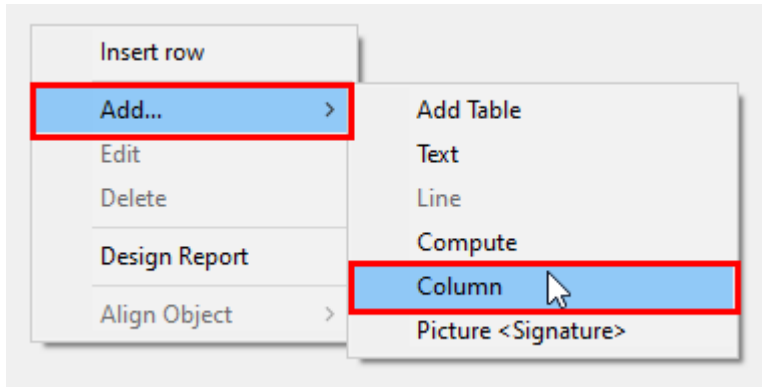 Insert row
Add...
Edit
Delete
Design Report
Align Object
Add Table
Text
Line
Compute
Column
Picture <Signature>